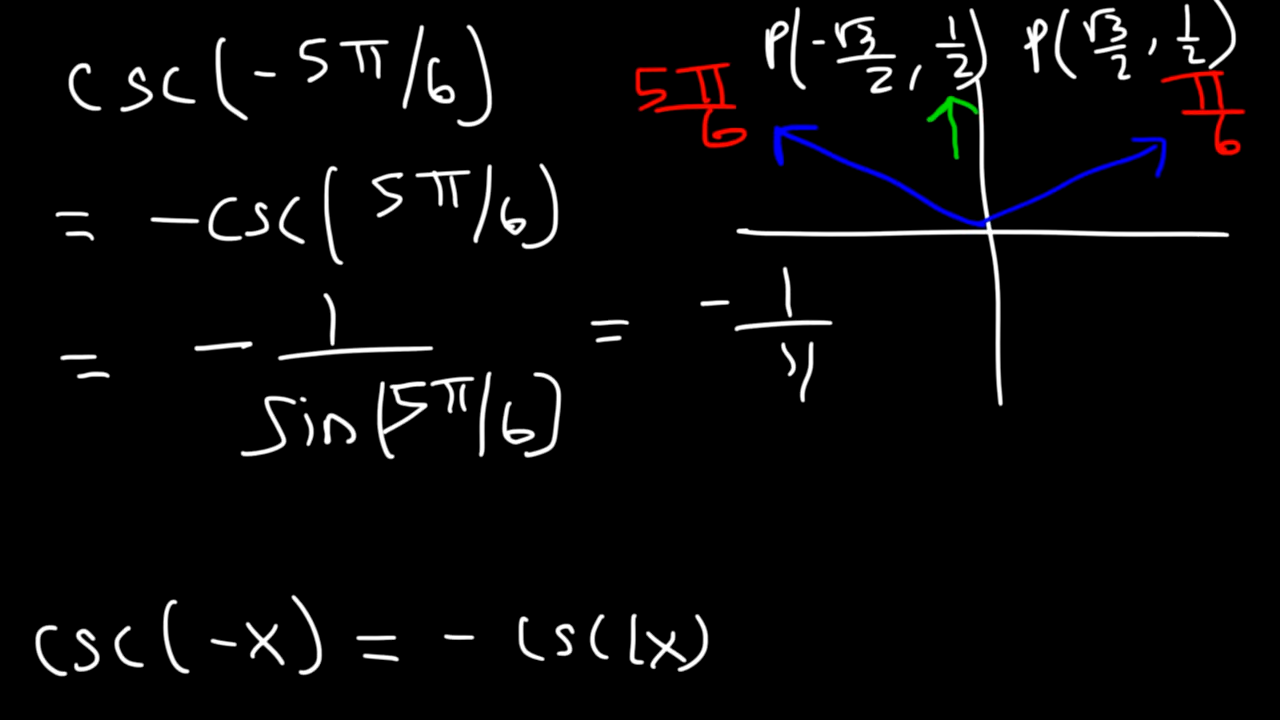 csc(-5π/6)
= -csc(5π/6)
= -1/sin(5π/6) = -1/y
csc(-x) = -csc(x)
P(-√3/2, 1/2) P(√3/2, 1/2)
5π/6 π/6